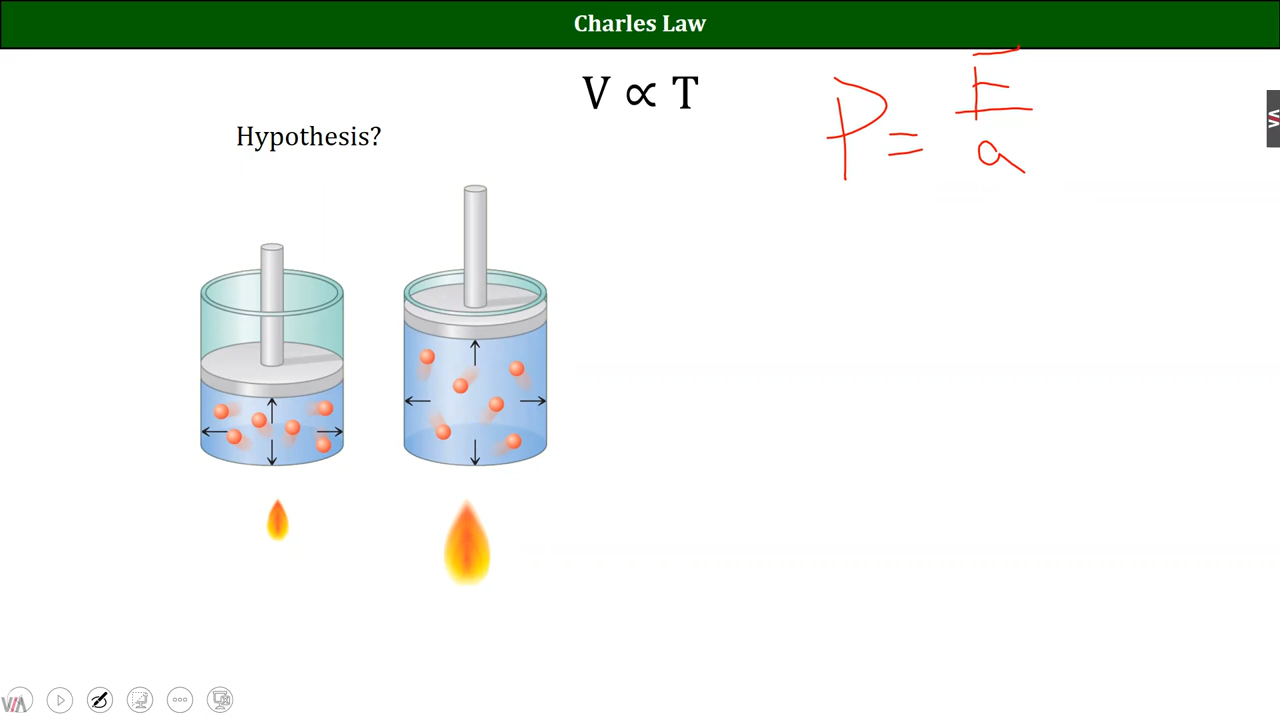 Charles Law
V ∝ T
P = F/a
Hypothesis?